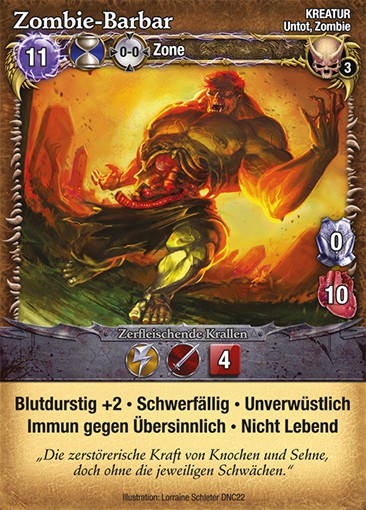 Zombie-Barbar
KREATUR
Untot, Zombie
11
0-0
Zone
3
0
10
Zerfleischende Krallen
4
Blutdurstig +2 • Schwerfällig • Unverwüstlich
Immun gegen Übersinnlich • Nicht Lebend
„Die zerstörerische Kraft von Knochen und Sehne,
doch ohne die jeweiligen Schwächen.“
Illustration: Lorraine Schleter DNC22